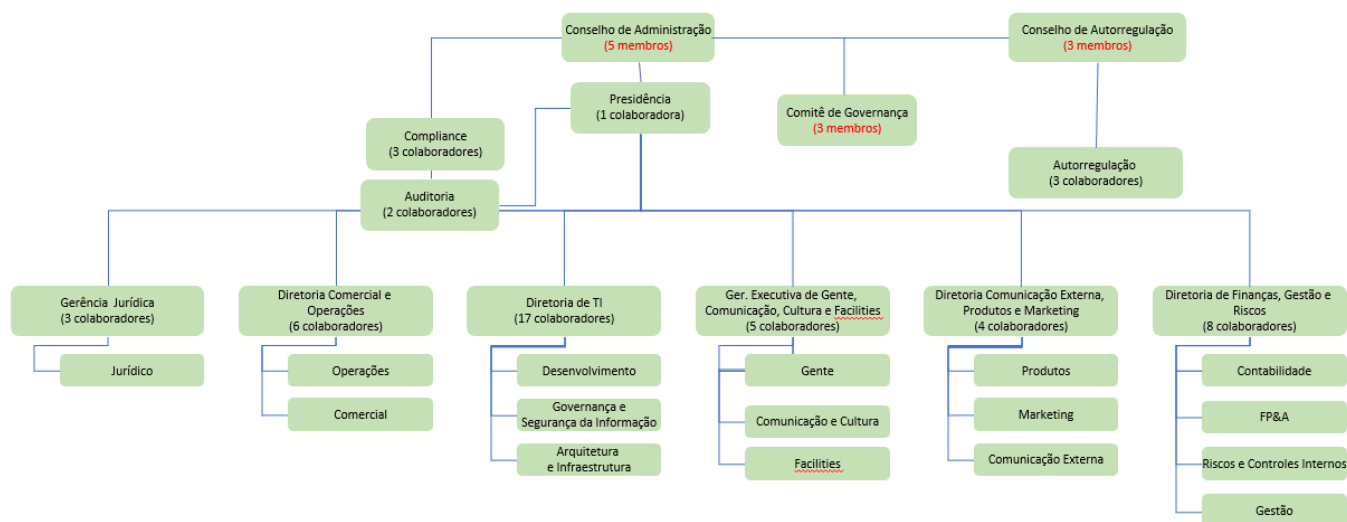 Conselho de Administração
(5 membros)
Conselho de Autorregulação
(3 membros)
Presidência
(1 colaboradora)
Comitê de Governança
(3 membros)
Compliance
(3 colaboradores)
Autorregulação
(3 colaboradores)
Auditoria
(2 colaboradores)
Gerência Jurídica
(3 colaboradores)
Diretoria Comercial e
Operações
(6 colaboradores)
Diretoria de TI
(17 colaboradores)
Ger. Executiva de Gente,
Comunicação, Cultura e Facilities
(5 colaboradores)
Diretoria Comunicação Externa,
Produtos e Marketing
(4 colaboradores)
Diretoria de Finanças, Gestão e
Riscos
(8 colaboradores)
Jurídico
Operações
Comercial
Desenvolvimento
Governança e
Segurança da Informação
Arquitetura
e Infraestrutura
Gente
Comunicação e Cultura
Facilities
Produtos
Marketing
Comunicação Externa
Contabilidade
FP&A
Riscos e Controles Internos
Gestão